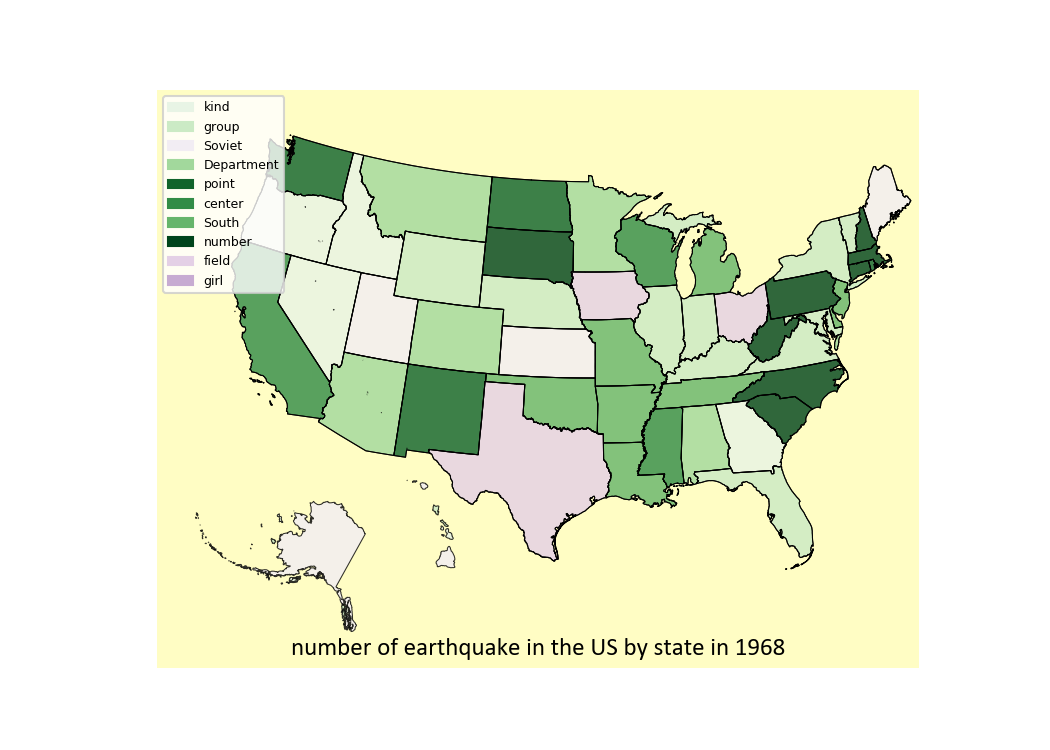 kind
group
Soviet
Department
point
center
South
number
field
girl
number of earthquake in the US by state in 1968